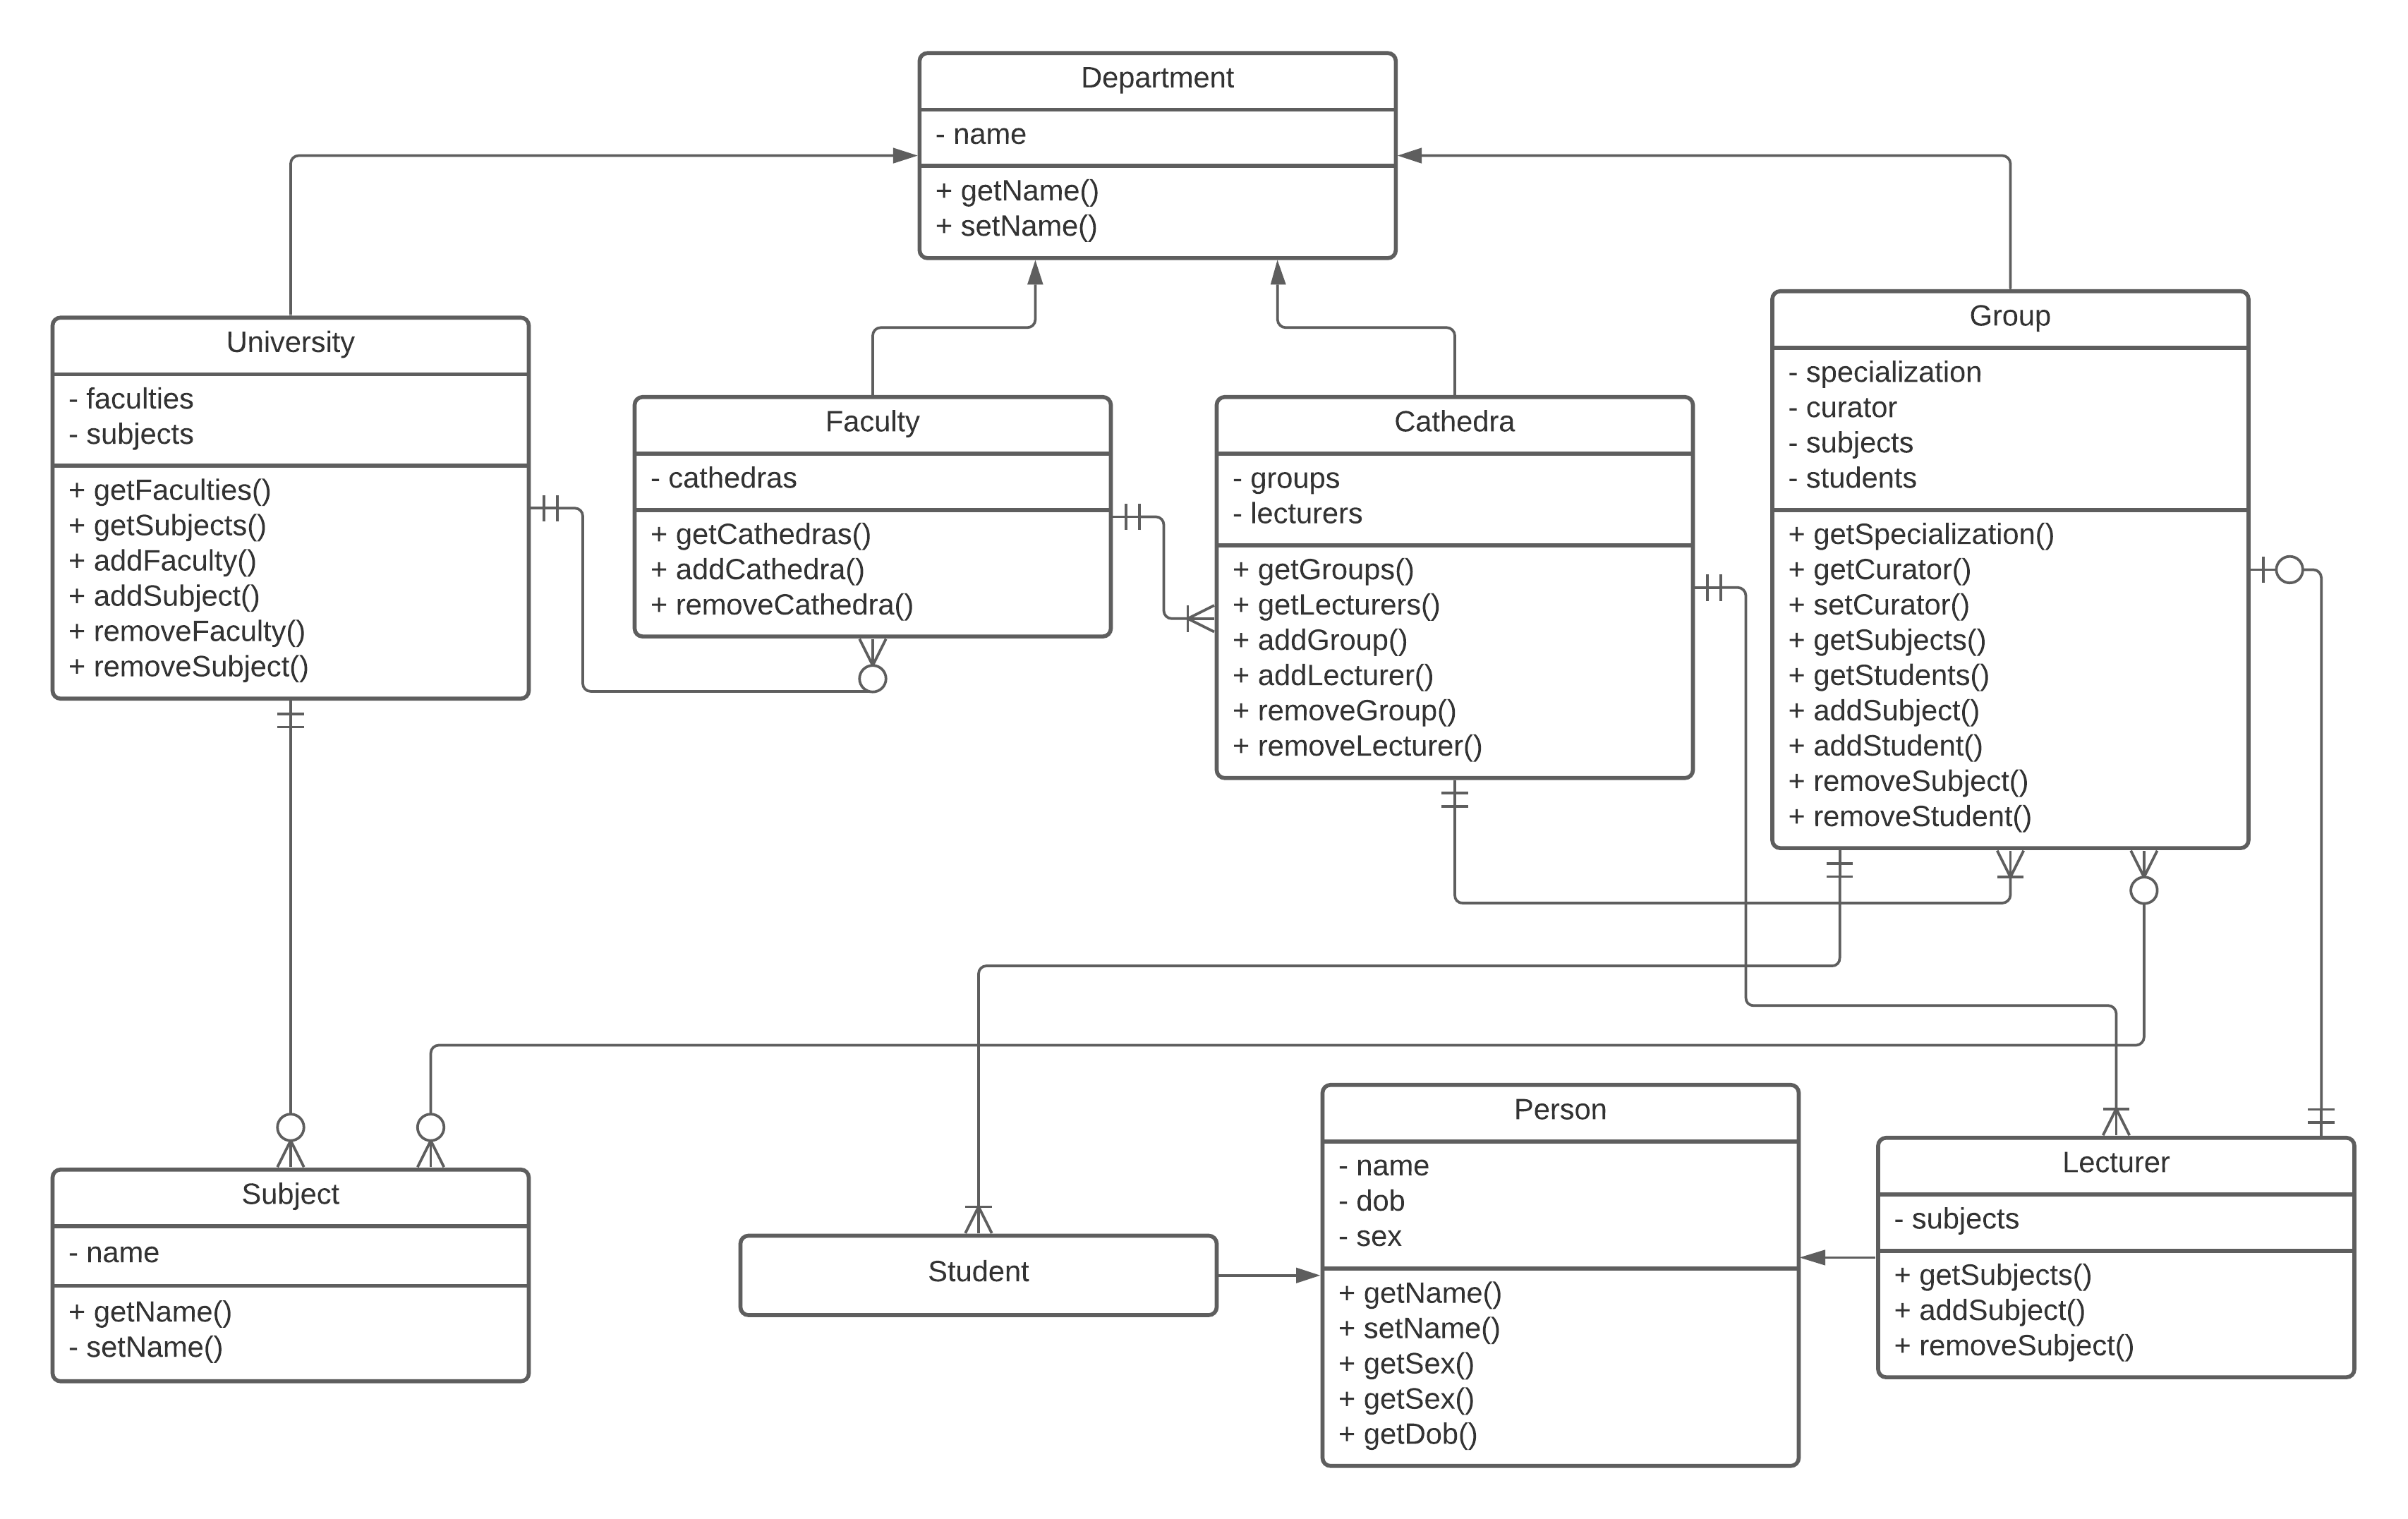 Department
- name
+ getName()
+ setName()
University
- faculties
- subjects
+ getFaculties()
+ getSubjects()
+ addFaculty()
+ addSubject()
+ removeFaculty()
+ removeSubject()
Faculty
- cathedras
+ getCathedras()
+ addCathedra()
+ removeCathedra()
Cathedra
- groups
- lecturers
+ getGroups()
+ getLecturers()
+ addGroup()
+ addLecturer()
+ removeGroup()
+ removeLecturer()
Group
- specialization
- curator
- subjects
- students
+ getSpecialization()
+ getCurator()
+ setCurator()
+ getSubjects()
+ getStudents()
+ addSubject()
+ addStudent()
+ removeSubject()
+ removeStudent()
Subject
- name
+ getName()
- setName()
Student
Person
- name
- dob
- sex
+ getName()
+ setName()
+ getSex()
+ getSex()
+ getDob()
Lecturer
- subjects
+ getSubjects()
+ addSubject()
+ removeSubject()